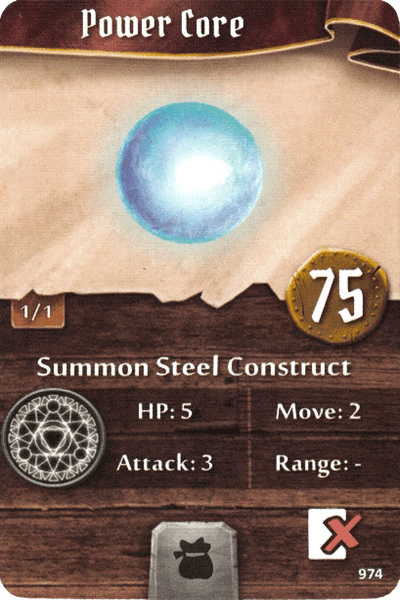 Power Core
1/1
75
Summon Steel Construct
HP: 5
Move: 2
Attack: 3
Range: -
974